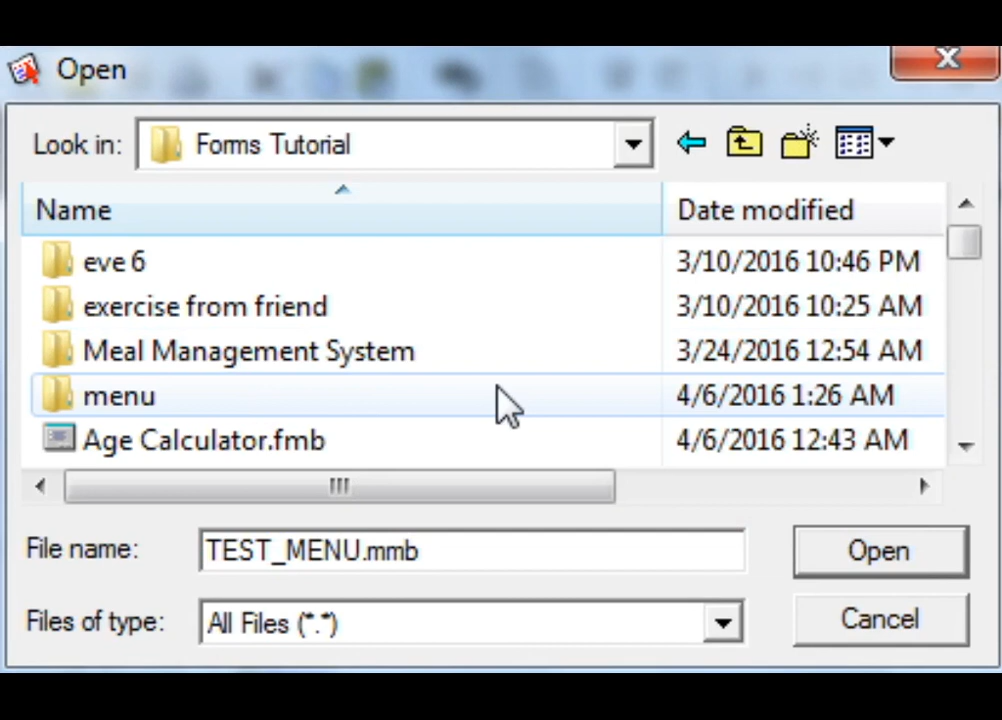 Open
Look in: Forms Tutorial
Name Date modified
eve 6 3/10/2016 10:46 PM
exercise from friend 3/10/2016 10:25 AM
Meal Management System 3/24/2016 12:54 AM
menu 4/6/2016 1:26 AM
Age Calculator.fmb 4/6/2016 12:43 AM
File name: TEST_MENU.mmb Open
Files of type: All Files (*.*) Cancel